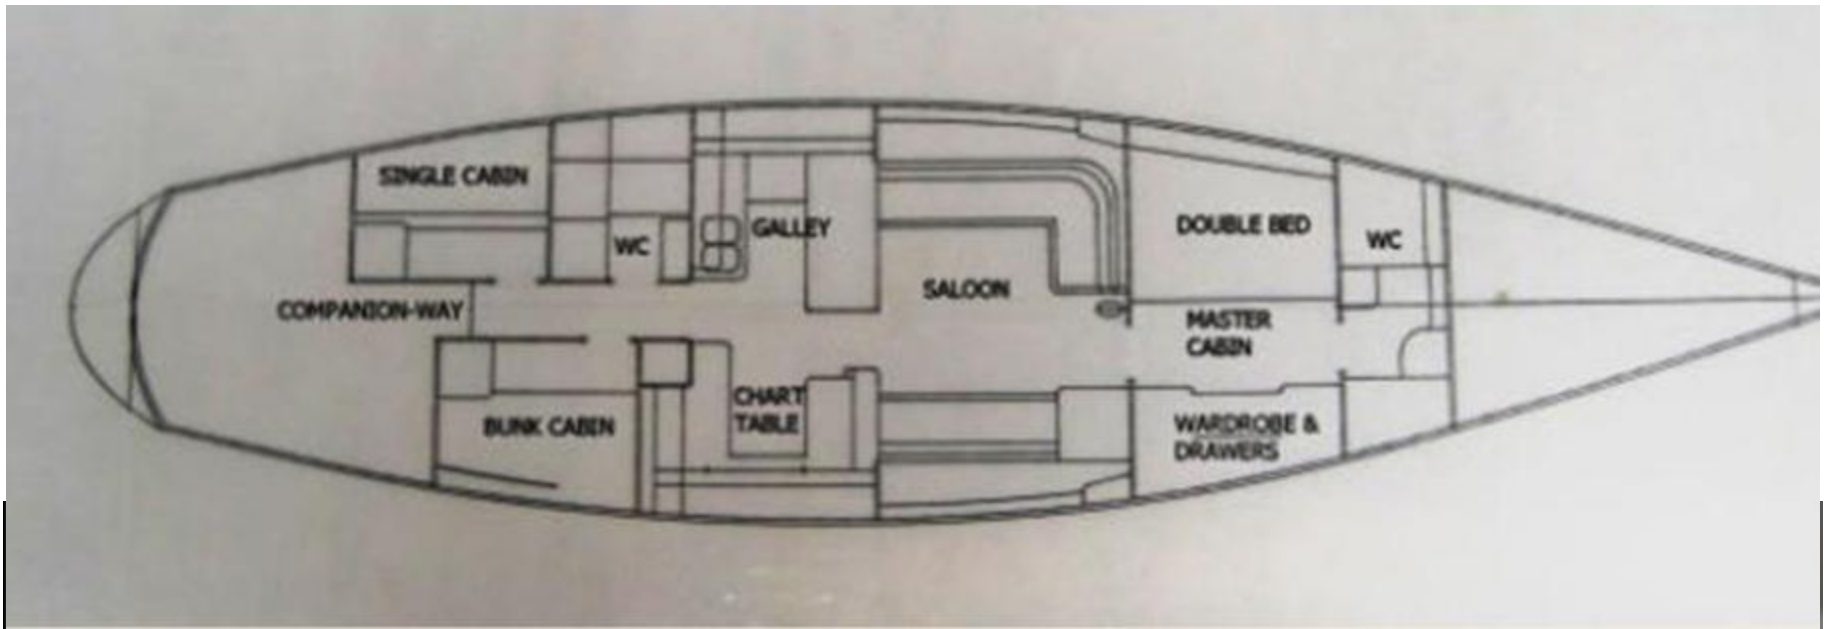 SINGLE CABIN
WC
GALLEY
DOUBLE BED
WC
SALOON
COMPANION-WAY
MASTER
CABIN
CHART
TABLE
BUNK CABIN
WARDROBE &
DRAWERS